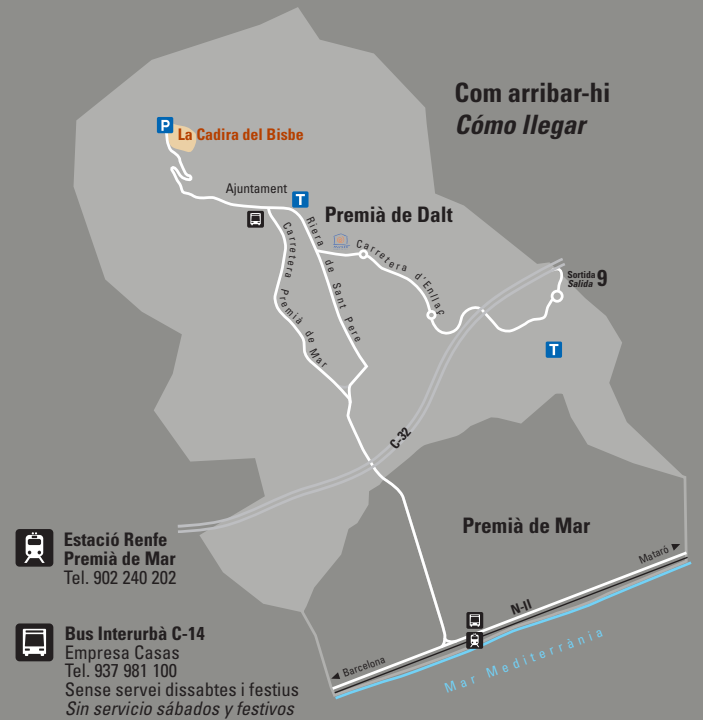 Com arribar-hi
Cómo llegar
P
La Cadira del Bisbe
Ajuntament
T
Premià de Dalt
Carretera d'Enllaç
Riera de Sant Pere
Carretera Premià de Mar
Sortida 9
Salida
T
C-32
Premià de Mar
Estació Renfe
Premià de Mar
Tel. 902 240 202
Mataró
N-II
Barcelona
Mar Mediterrània
Bus Interurbà C-14
Empresa Casas
Tel. 937 981 100
Sense servei dissabtes i festius
Sin servicio sábados y festivos